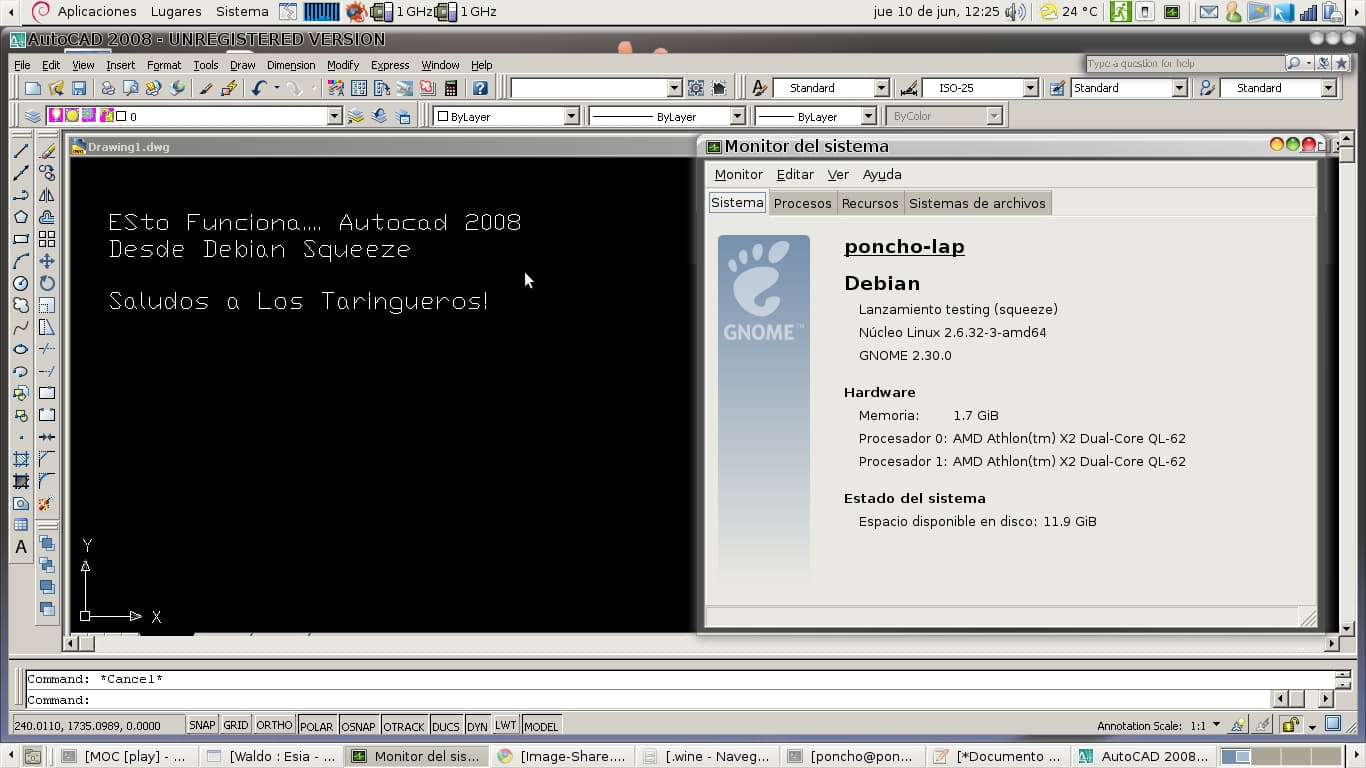 Aplicaciones Lugares Sistema 1 GHz 1 GHz jue 10 de jun, 12:25 24 °C
AutoCAD 2008 - UNREGISTERED VERSION
File Edit View Insert Format Tools Draw Dimension Modify Express Window Help
Type a question for help
Standard ISO-25 Standard Standard
0 ByLayer ByLayer ByLayer ByColor
Drawing1.dwg
ESto Funciona.... Autocad 2008
Desde Debian Squeeze
Saludos a Los Taringueros!
Y
X
A
Monitor del sistema
Monitor Editar Ver Ayuda
Sistema Procesos Recursos Sistemas de archivos
GNOME™
poncho-lap
Debian
Lanzamiento testing (squeeze)
Núcleo Linux 2.6.32-3-amd64
GNOME 2.30.0
Hardware
Memoria: 1.7 GiB
Procesador 0: AMD Athlon(tm) X2 Dual-Core QL-62
Procesador 1: AMD Athlon(tm) X2 Dual-Core QL-62
Estado del sistema
Espacio disponible en disco: 11.9 GiB
Command: *Cancel*
Command:
240.0110, 1735.0989, 0.0000 SNAP GRID ORTHO POLAR OSNAP OTRACK DUCS DYN LWT MODEL Annotation Scale: 1:1
[MOC [play] - ... [Waldo : Esia - ... Monitor del sis... [Image-Share.... [.wine - Naveg... [poncho@pon... [*Documento ... AutoCAD 2008...